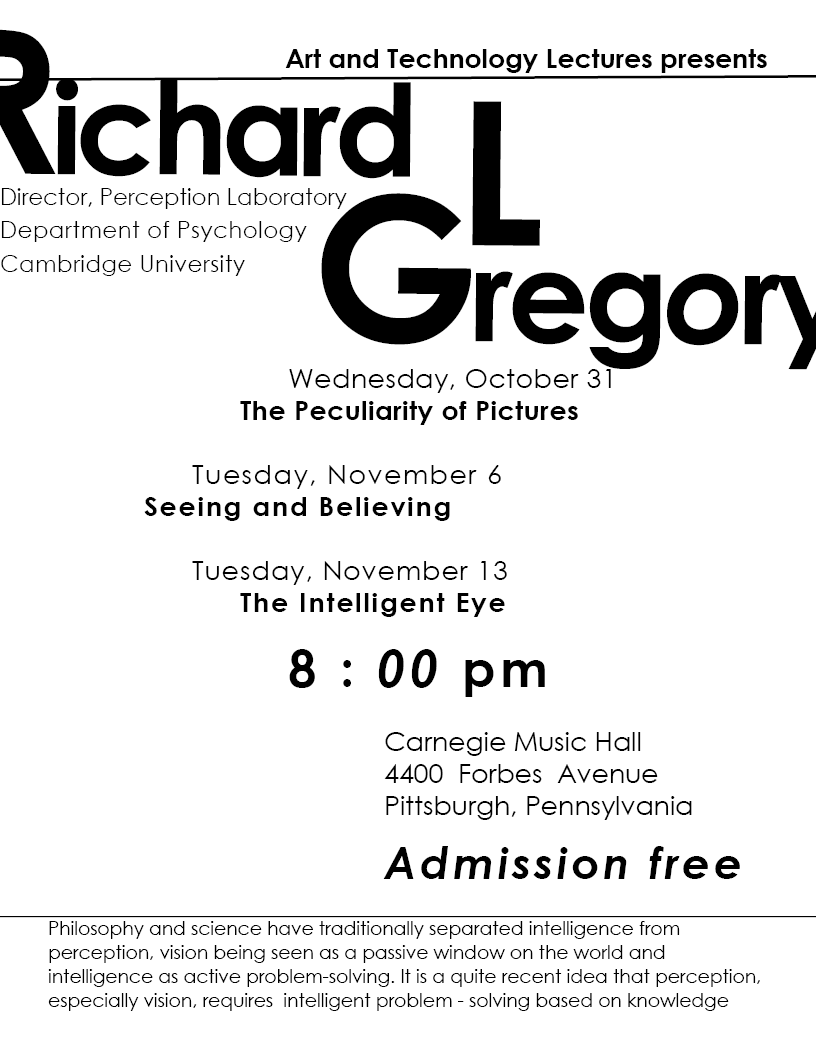 Art and Technology Lectures presents
Richard
L
Gregory
Director, Perception Laboratory
Department of Psychology
Cambridge University
Wednesday, October 31
The Peculiarity of Pictures
Tuesday, November 6
Seeing and Believing
Tuesday, November 13
The Intelligent Eye
8 : 00 pm
Carnegie Music Hall
4400 Forbes Avenue
Pittsburgh, Pennsylvania
Admission free
Philosophy and science have traditionally separated intelligence from
perception, vision being seen as a passive window on the world and
intelligence as active problem-solving. It is a quite recent idea that perception,
especially vision, requires intelligent problem - solving based on knowledge